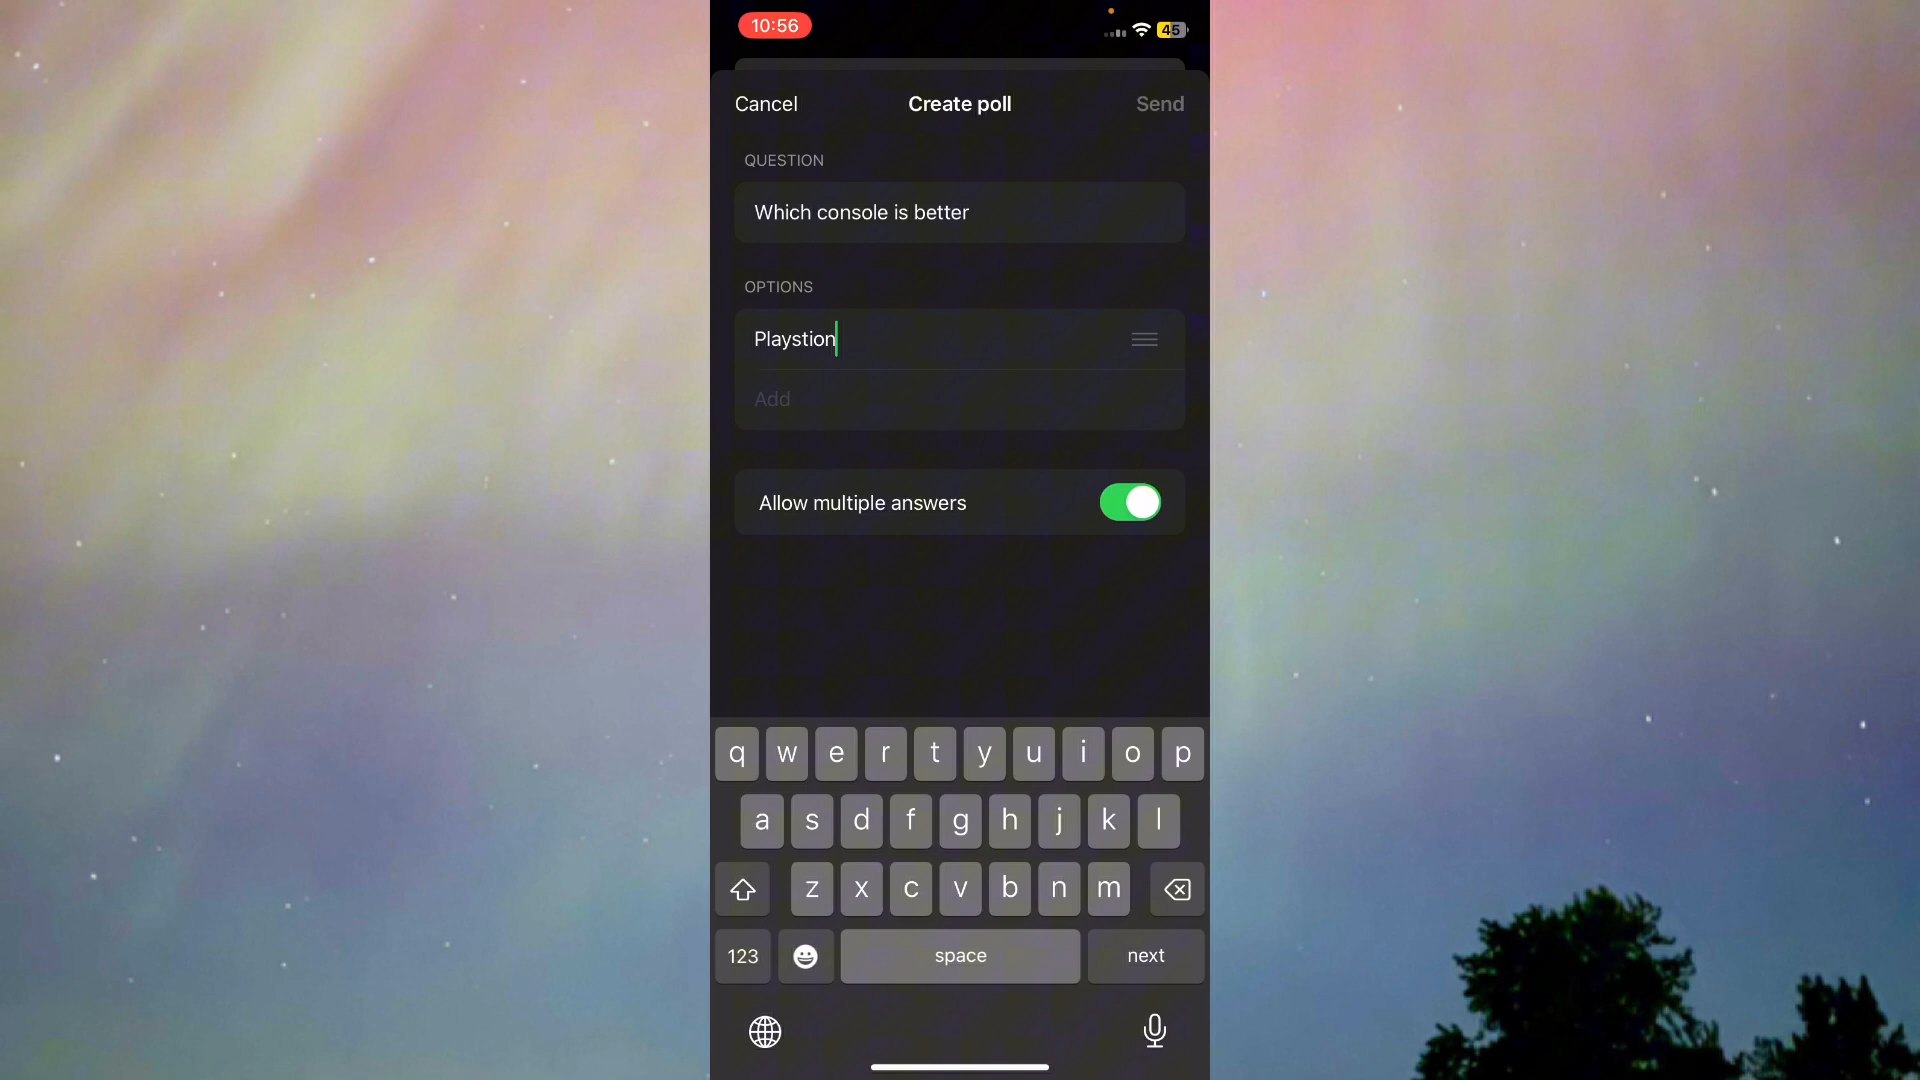 10:56
45
Cancel Create poll Send
QUESTION
Which console is better
OPTIONS
Playstion
Add
Allow multiple answers
q w e r t y u i o p
a s d f g h j k l
z x c v b n m
123 space next